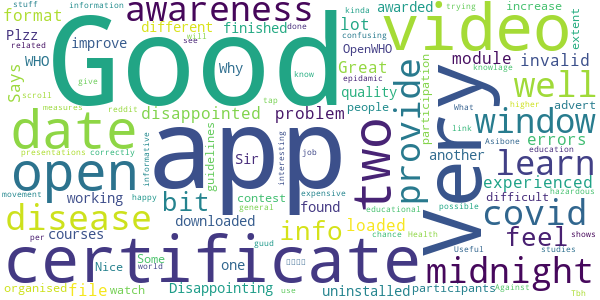 stuff information awareness awarded increase
kinda trying
format Good video extent
Plzz improve different finished lot OpenWHO confusing
related will done
WHO Why see Great module invalid
Says date give know quality provide participation well
scroll reddit tap people What advert
disappointed problem window
measures two higher
open app very link errors
Sir guidelines knowlage
presentations correctly informative interesting job another Asibone education learn
movement happy bit contest expensive found possible experienced hazardous
working downloaded general educational difficult covid
disease info loaded chance Health feel
per courses Some one Useful studies shows
Nice world guud
certificate midnight
organised file watch Disappointing use uninstalled participants Against Tbh